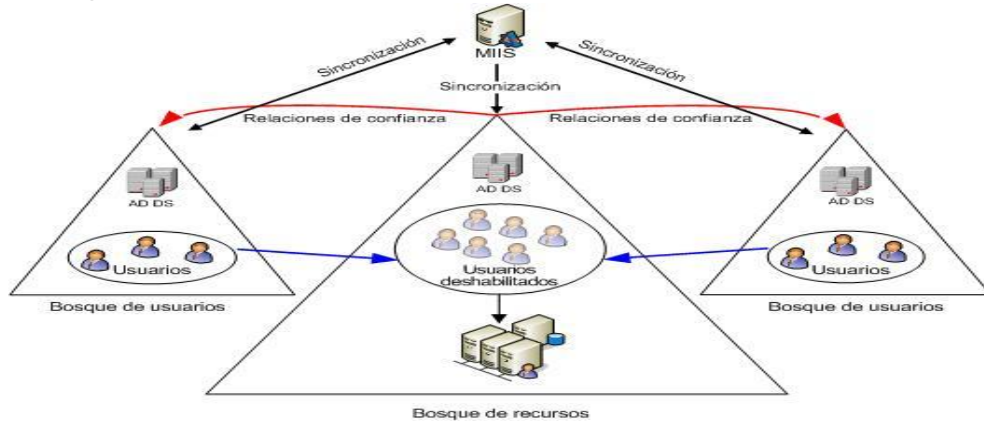 MIIS
Sincronización
Sincronización
Sincronización
Relaciones de confianza
Relaciones de confianza
AD DS
AD DS
AD DS
Usuarios
Usuarios
deshabilitados
Usuarios
Bosque de usuarios
Bosque de usuarios
Bosque de recursos